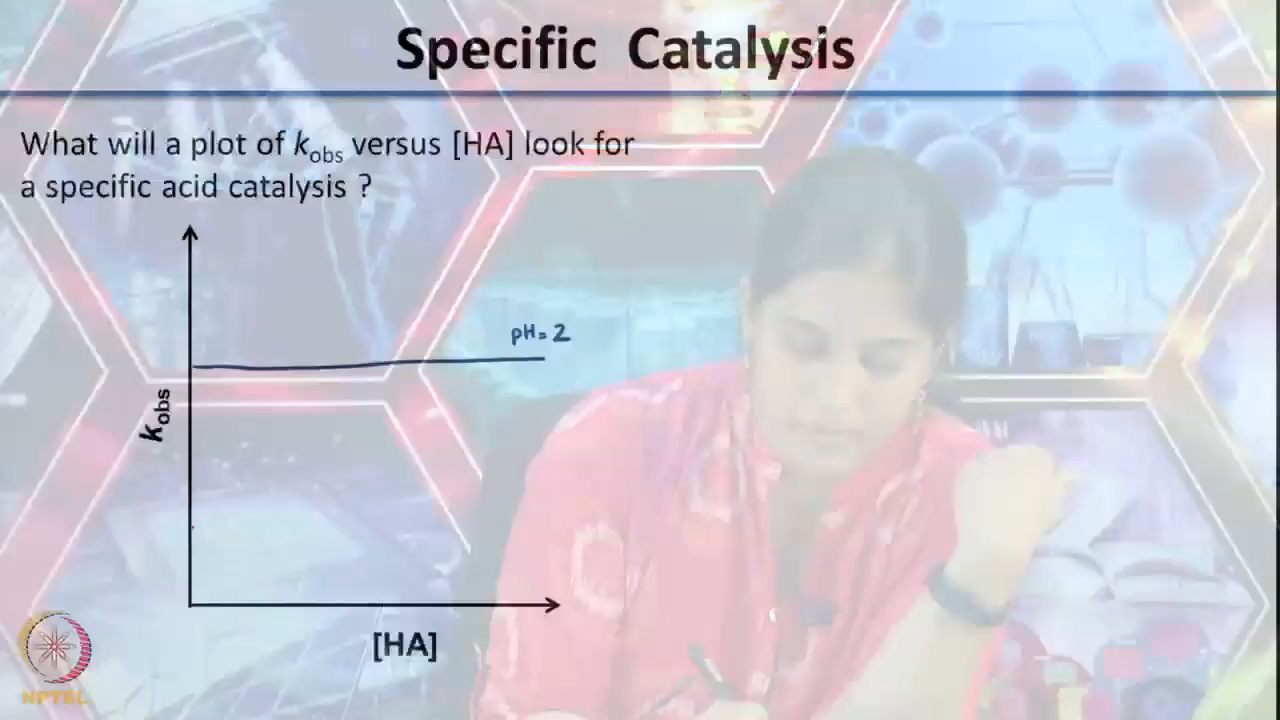 Specific Catalysis
What will a plot of kobs versus [HA] look for
a specific acid catalysis ?
pH = 2
kobs
[HA]
NPTEL